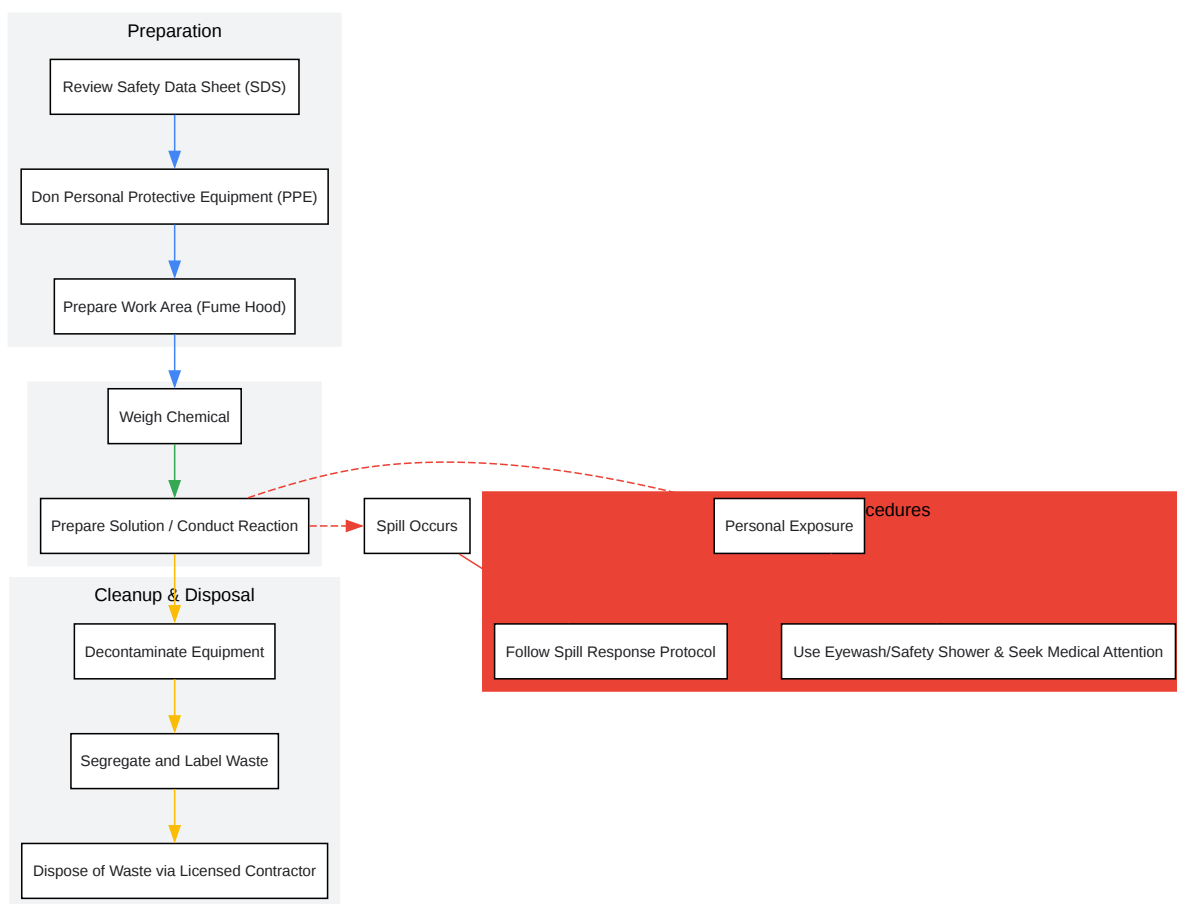 Preparation
Review Safety Data Sheet (SDS)
Don Personal Protective Equipment (PPE)
Prepare Work Area (Fume Hood)
Weigh Chemical
Prepare Solution / Conduct Reaction
Spill Occurs
Personal Exposure
cedures
Cleanup & Disposal
Decontaminate Equipment
Follow Spill Response Protocol
Use Eyewash/Safety Shower & Seek Medical Attention
Segregate and Label Waste
Dispose of Waste via Licensed Contractor